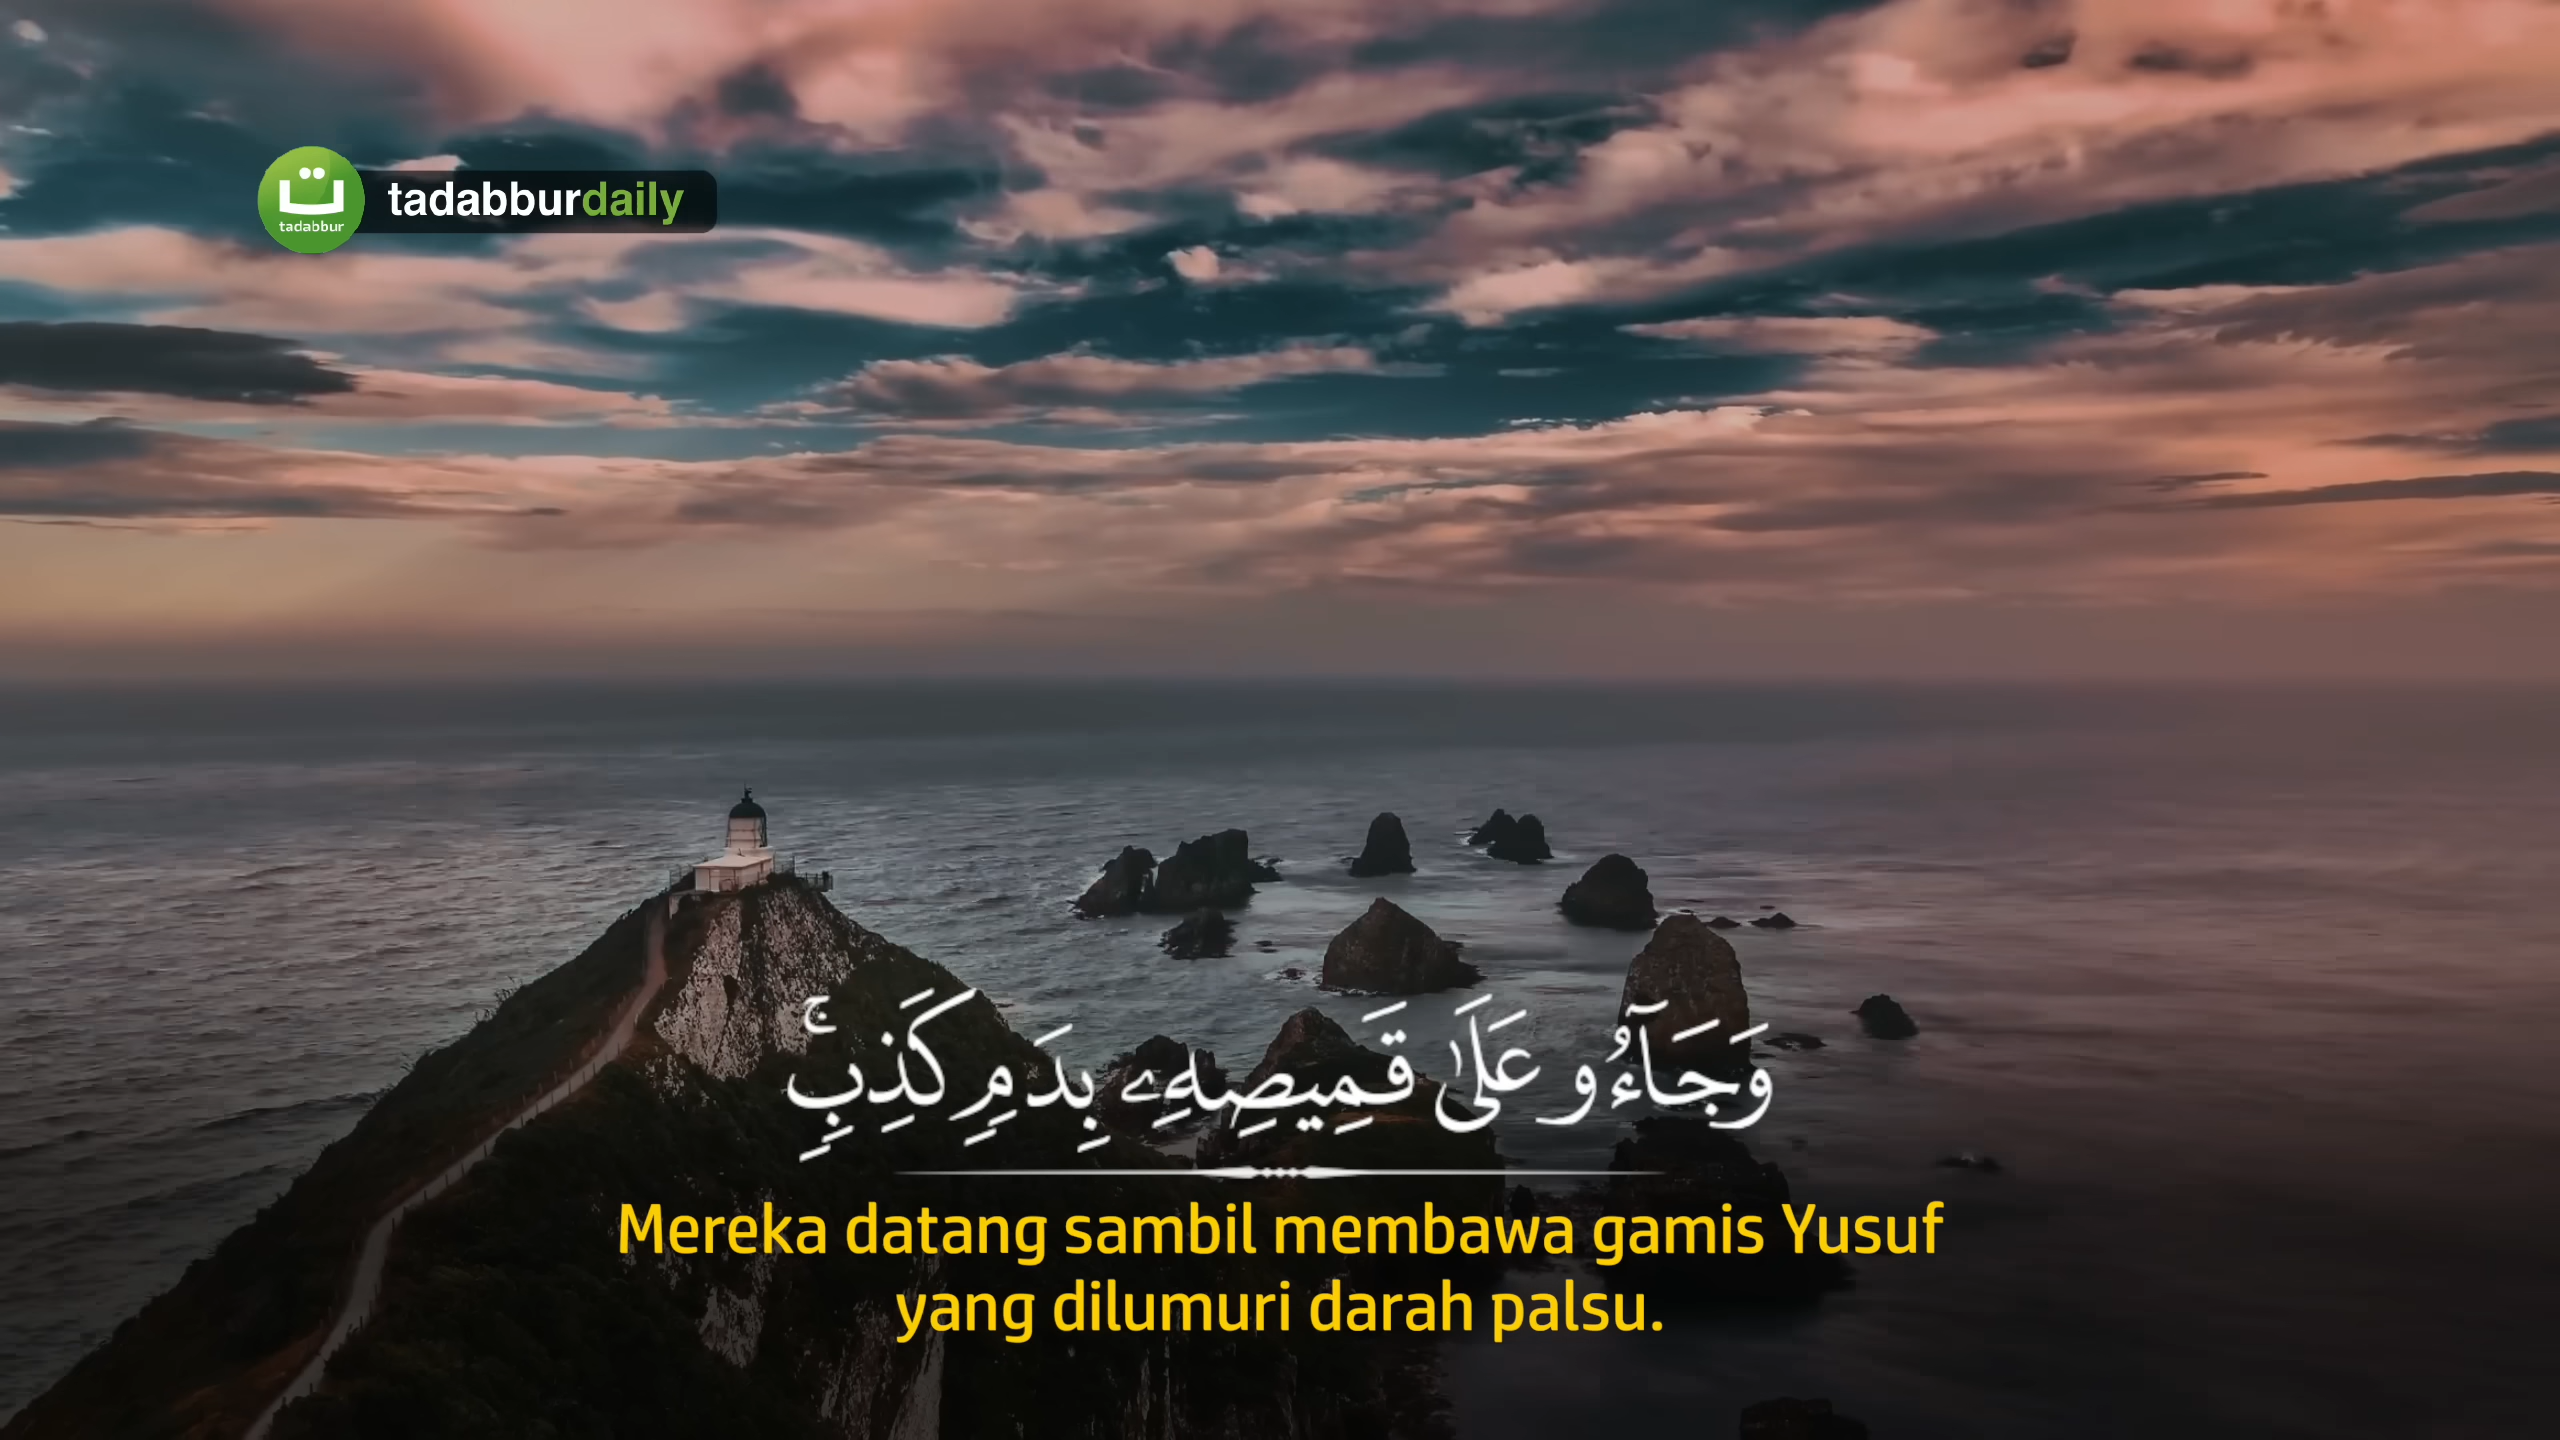 tadabbur
tadabburdaily
وَجَآءُو عَلَىٰ قَمِيصِهِۦ بِدَمٍ كَذِبٍۚ
Mereka datang sambil membawa gamis Yusuf
yang dilumuri darah palsu.